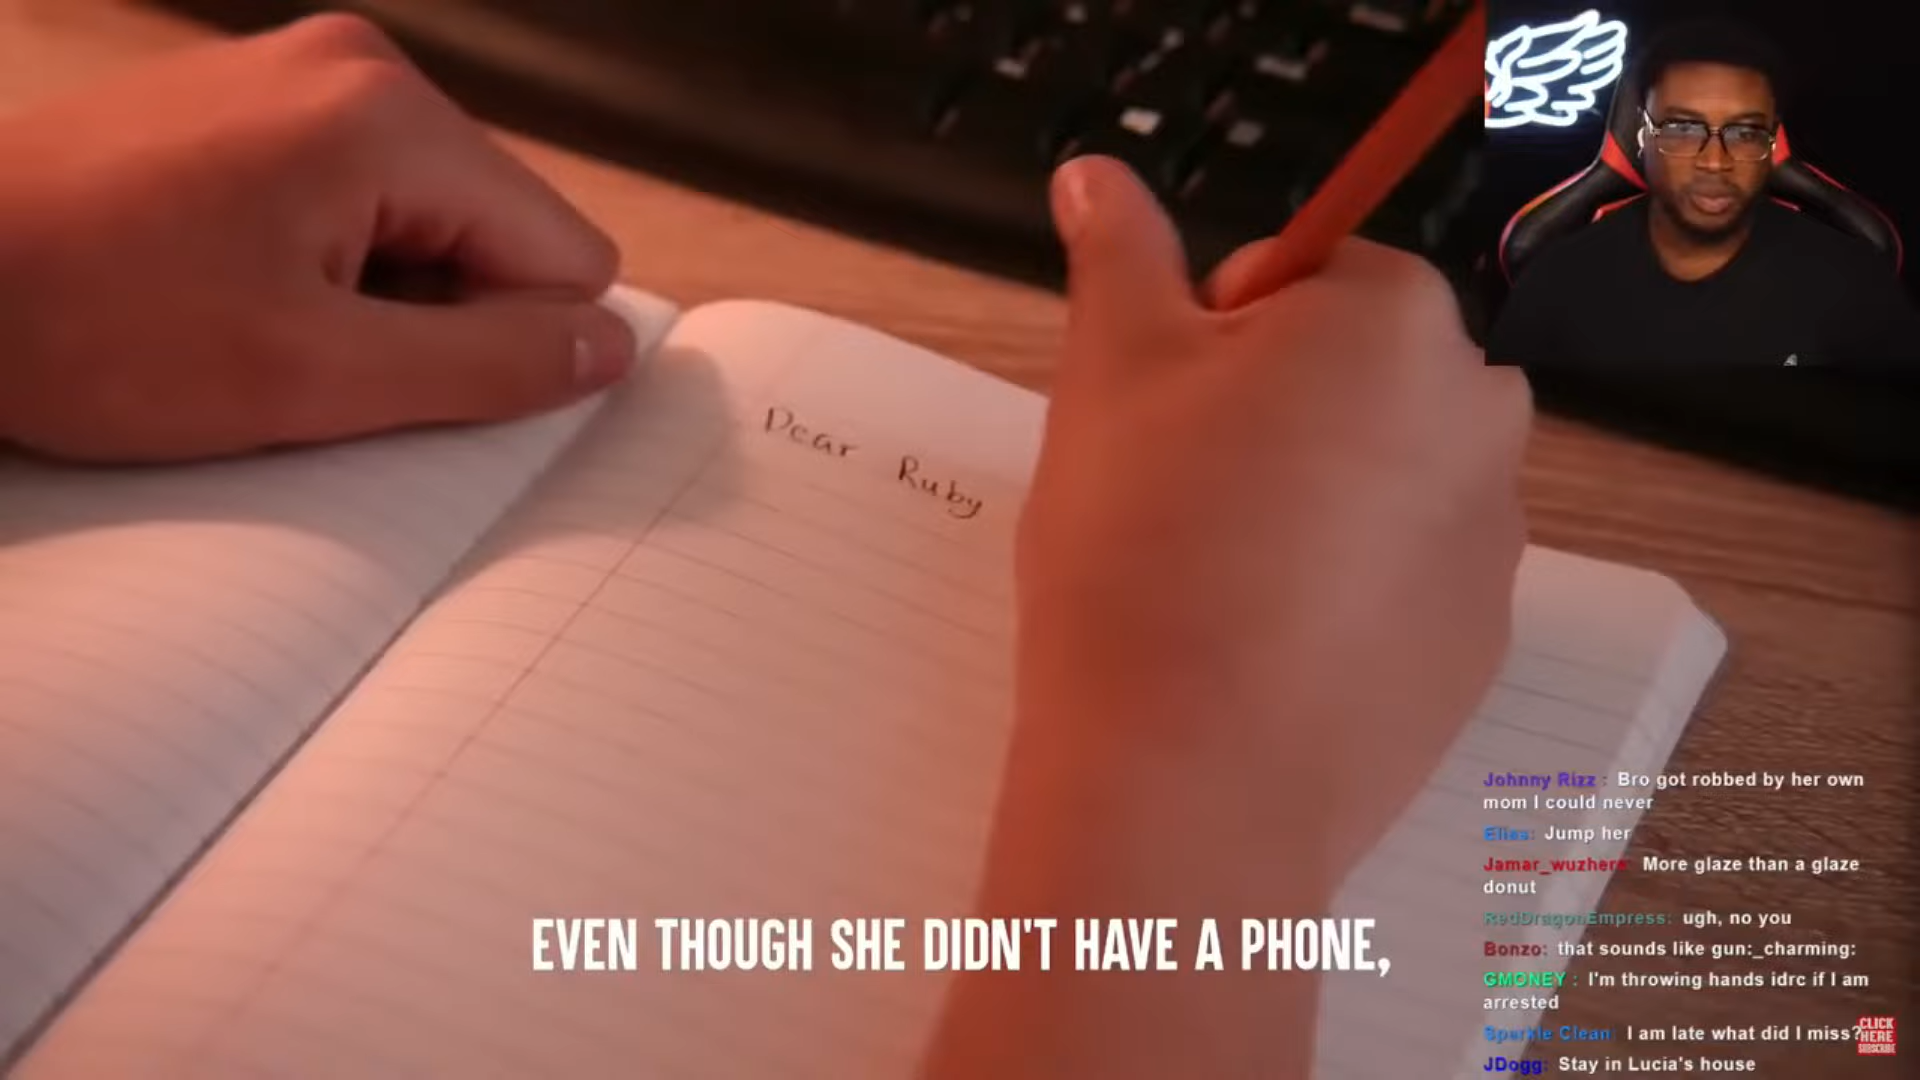 Dear Ruby
EVEN THOUGH SHE DIDN'T HAVE A PHONE,
Johnny Rizz : Bro got robbed by her own
mom I could never
Elias: Jump her
Jamar_wuzhere: More glaze than a glaze
donut
RedDragonEmpress: ugh, no you
Bonzo: that sounds like gun:_charming:
GMONEY : I'm throwing hands idrc if I am
arrested
Sparkle Clean: I am late what did I miss?
JDogg: Stay in Lucia's house
CLICK
HERE
SUBSCRIBE